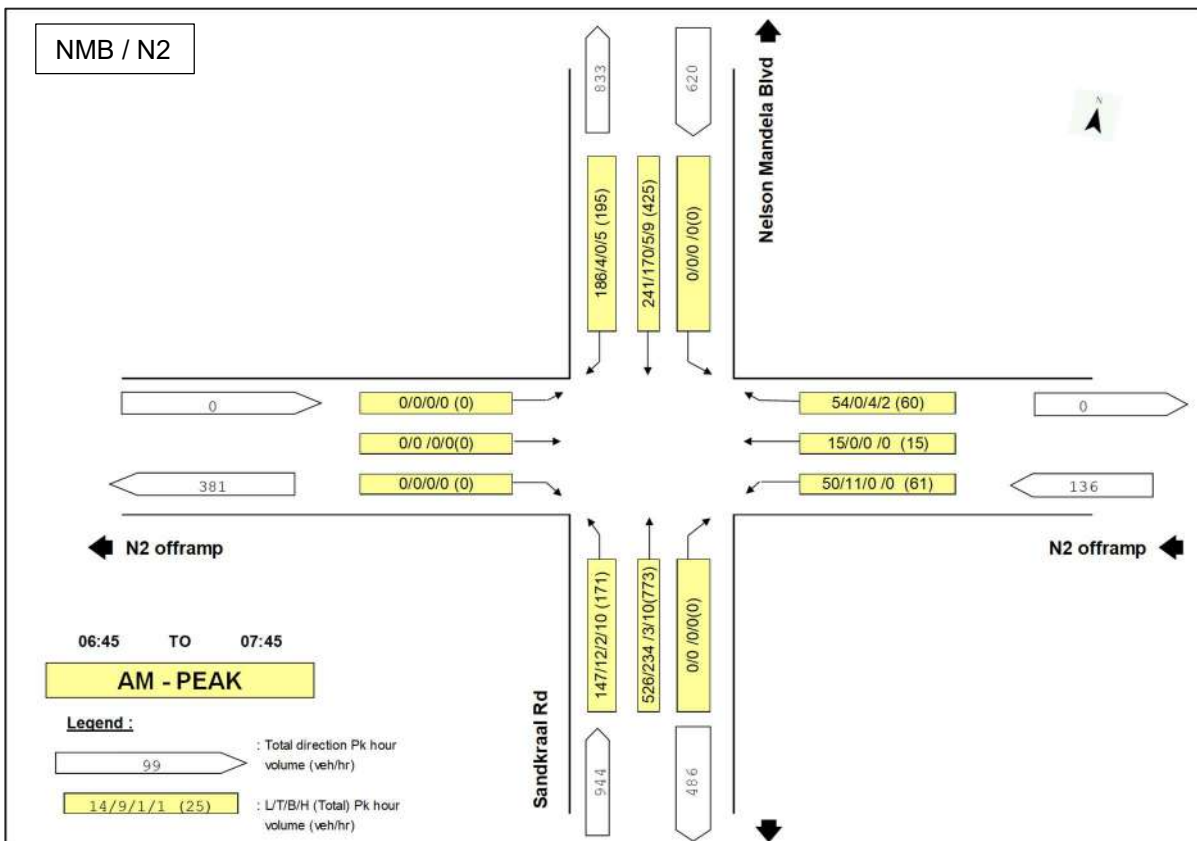 NMB / N2
833
620
Nelson Mandela Blvd
N
186/4/0/5 (195)
241/170/5/9 (425)
0/0/0 /0(0)
0
0/0/0/0 (0)
54/0/4/2 (60)
0
0/0 /0/0(0)
15/0/0 /0 (15)
381
0/0/0/0 (0)
50/11/0 /0 (61)
136
N2 offramp
N2 offramp
147/12/2/10 (171)
526/234 /3/10(773)
0/0 /0/0(0)
Sandkraal Rd
944
486
06:45 TO 07:45
AM - PEAK
Legend :
99
: Total direction Pk hour
volume (veh/hr)
14/9/1/1 (25)
: L/T/B/H (Total) Pk hour
volume (veh/hr)